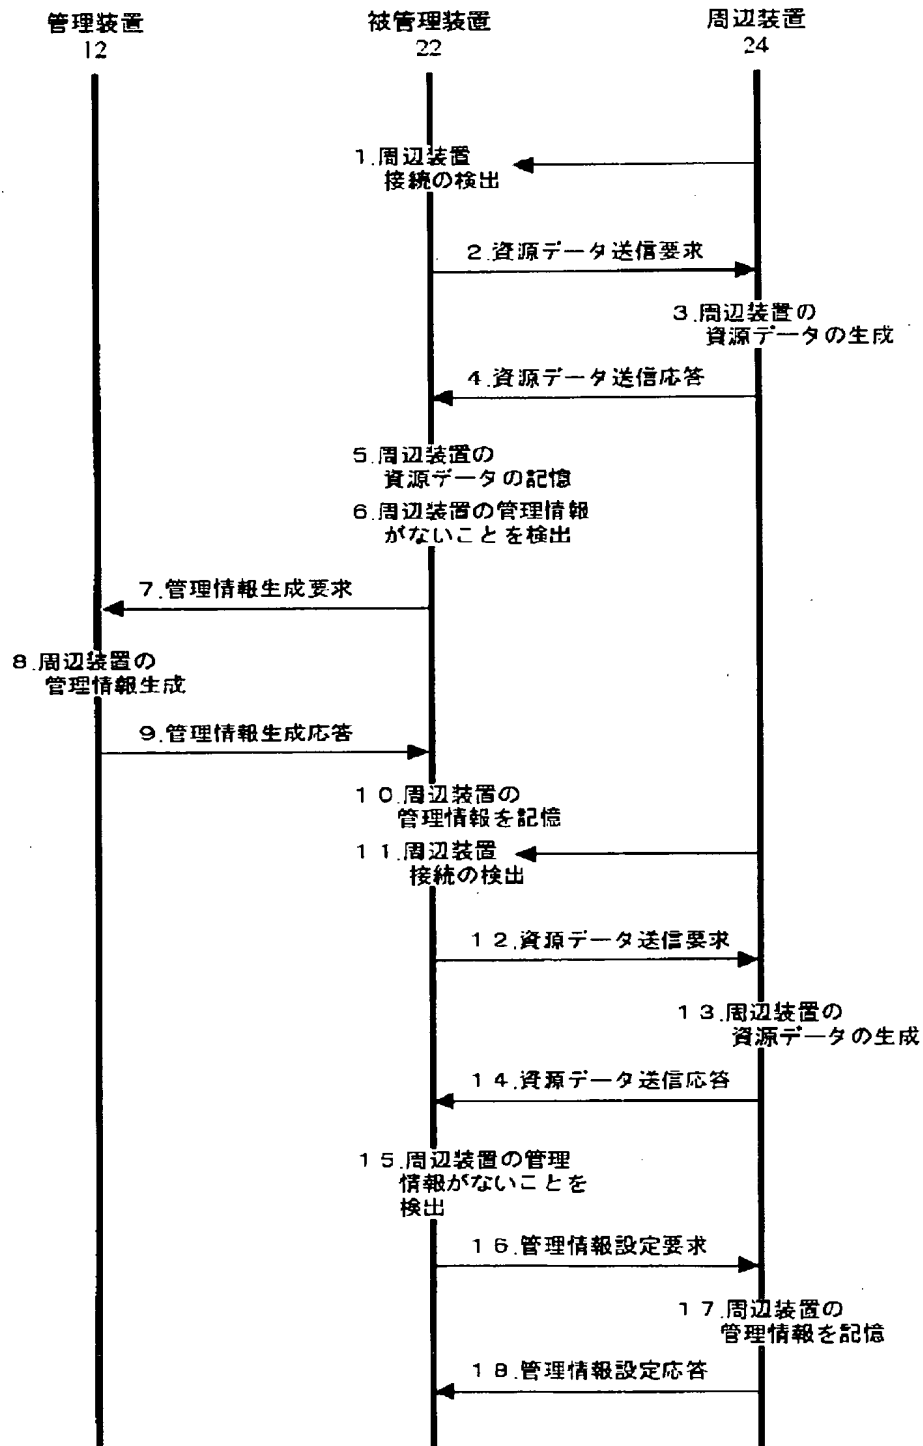 管理装置
12
被管理装置
22
周辺装置
24
1.周辺装置
接続の検出
2.資源データ送信要求
3.周辺装置の
資源データの生成
4.資源データ送信応答
5.周辺装置の
資源データの記憶
6.周辺装置の管理情報
がないことを検出
7.管理情報生成要求
8.周辺装置の
管理情報生成
9.管理情報生成応答
10.周辺装置の
管理情報を記憶
11.周辺装置
接続の検出
12.資源データ送信要求
13.周辺装置の
資源データの生成
14.資源データ送信応答
15.周辺装置の管理
情報がないことを
検出
16.管理情報設定要求
17.周辺装置の
管理情報を記憶
18.管理情報設定応答